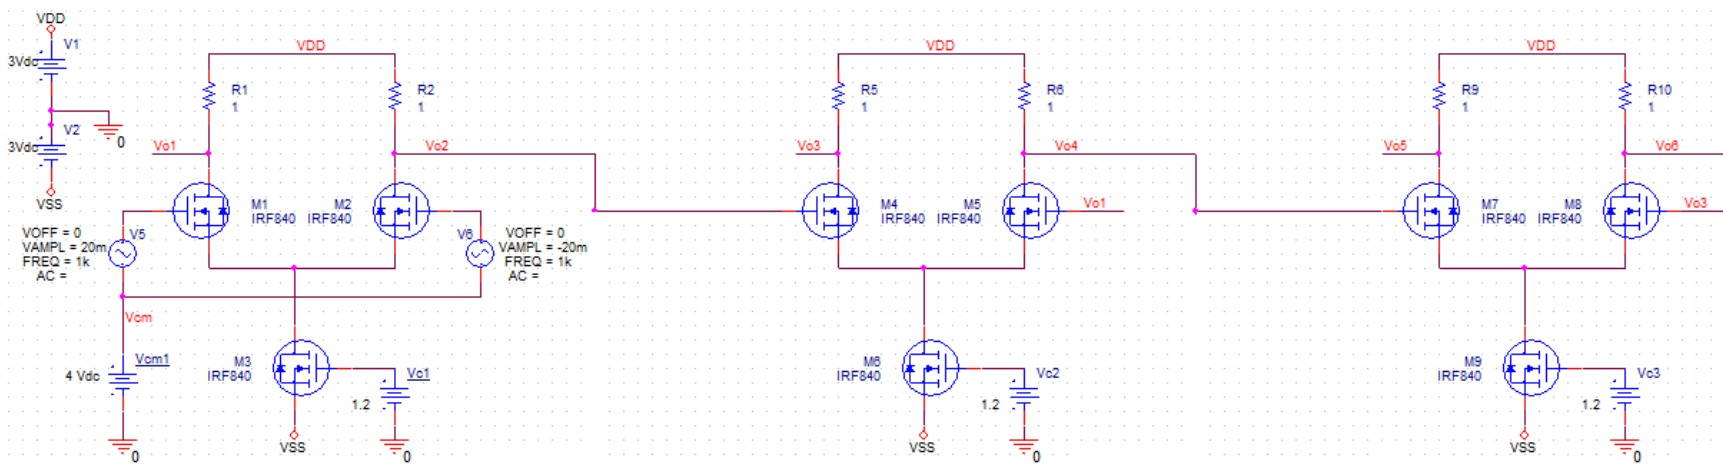 VDD
V1
3Vdc
0
V2
3Vdc
VSS
VDD
R1
1
R2
1
Vo1
Vo2
M1
IRF840
M2
IRF840
V5
VOFF = 0
VAMPL = 20m
FREQ = 1k
AC =
V6
VOFF = 0
VAMPL = -20m
FREQ = 1k
AC =
Vcm
Vcm1
4 Vdc
0
M3
IRF840
Vc1
1.2
VSS
0
VDD
R5
1
R6
1
Vo3
Vo4
M4
IRF840
M5
IRF840
Vo1
M6
IRF840
Vc2
1.2
VSS
0
VDD
R9
1
R10
1
Vo5
Vo6
M7
IRF840
M8
IRF840
Vo3
M9
IRF840
Vc3
1.2
VSS
0